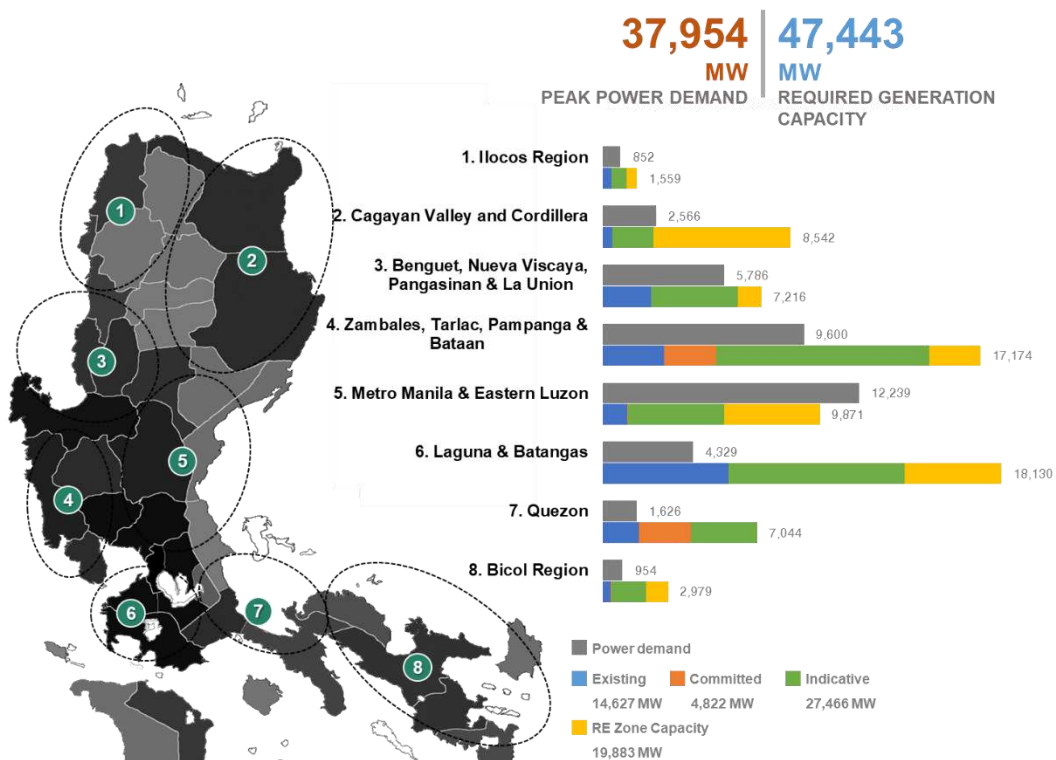 37,954
MW
PEAK POWER DEMAND
47,443
MW
REQUIRED GENERATION
CAPACITY
1. Ilocos Region
852
1,559
2. Cagayan Valley and Cordillera
2,566
8,542
3. Benguet, Nueva Viscaya,
Pangasinan & La Union
5,786
7,216
4. Zambales, Tarlac, Pampanga &
Bataan
9,600
17,174
5. Metro Manila & Eastern Luzon
12,239
9,871
6. Laguna & Batangas
4,329
18,130
7. Quezon
1,626
7,044
8. Bicol Region
954
2,979
Power demand
Existing
14,627 MW
Committed
4,822 MW
Indicative
27,466 MW
RE Zone Capacity
19,883 MW
1
2
3
5
4
6
7
8